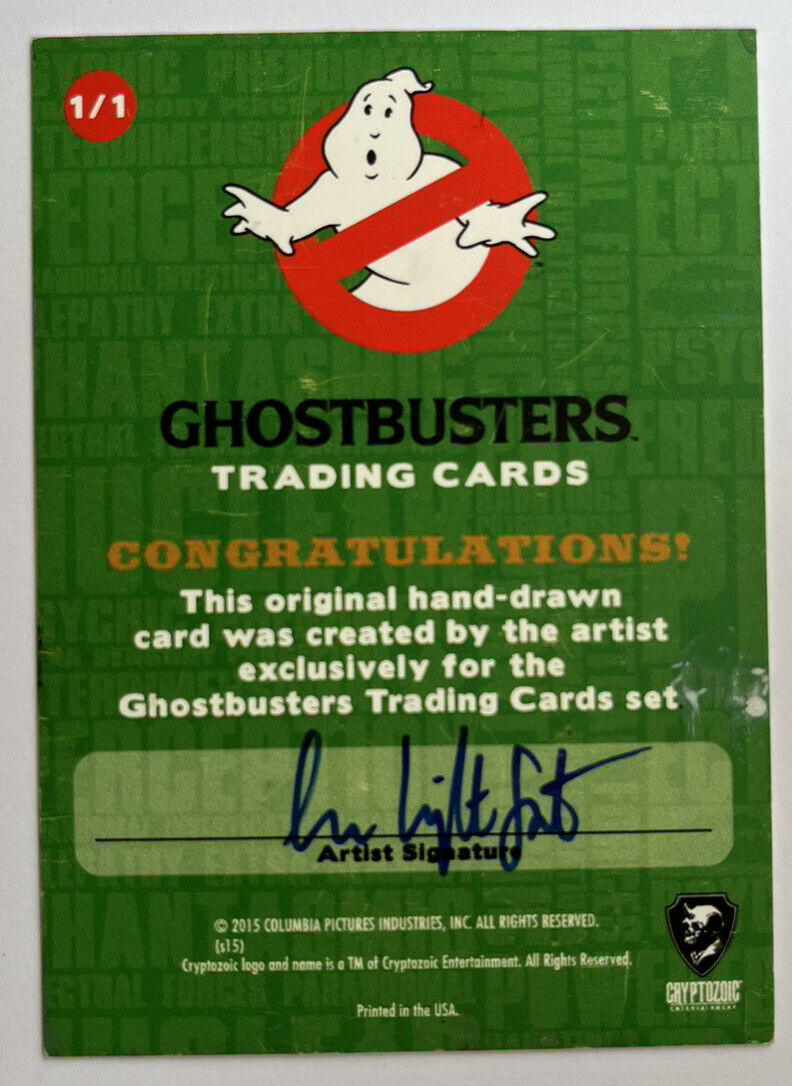 1/1
GHOSTBUSTERS™
TRADING CARDS
CONGRATULATIONS!
This original hand-drawn
card was created by the artist
exclusively for the
Ghostbusters Trading Cards set.
Artist Signature
© 2015 COLUMBIA PICTURES INDUSTRIES, INC. ALL RIGHTS RESERVED.
(s15)
Cryptozoic logo and name is a TM of Cryptozoic Entertainment. All Rights Reserved.
Printed in the USA.
CRYPTOZOIC
ENTERTAINMENT